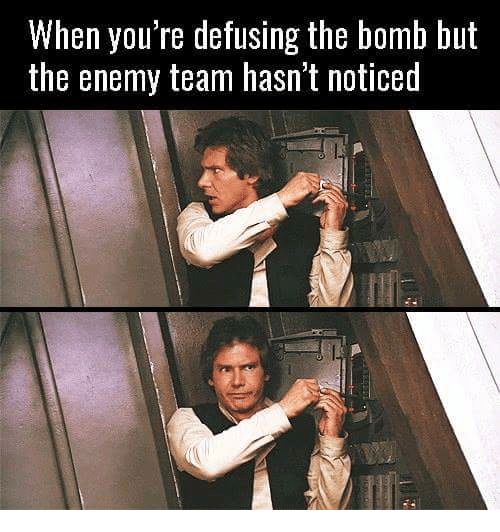 When you’re defusing the bomb but
the enemy team hasn’t noticed